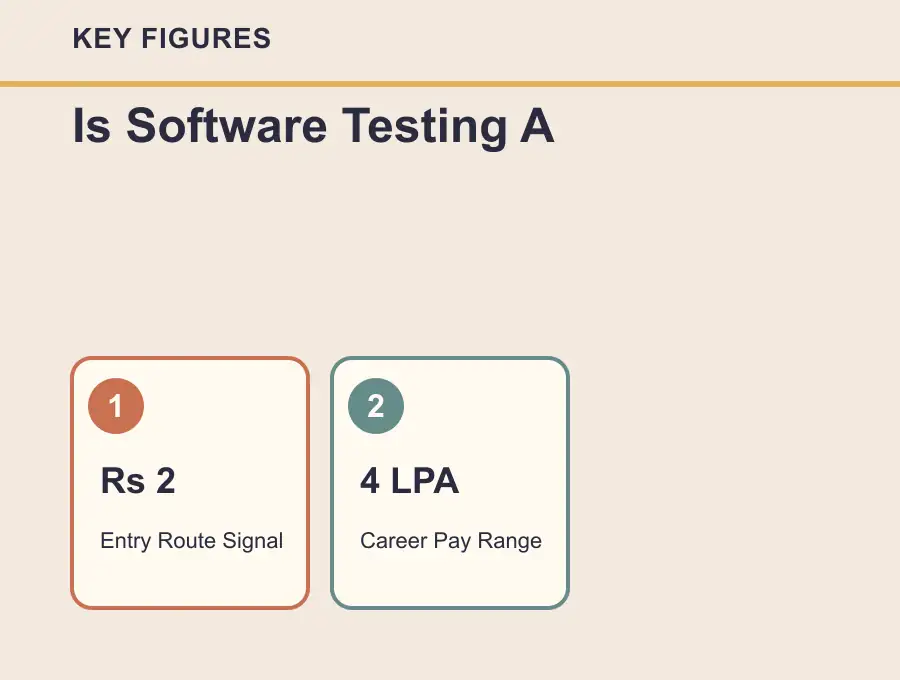 KEY FIGURES
Is Software Testing A
1
2
Rs 2
4 LPA
Entry Route Signal
Career Pay Range